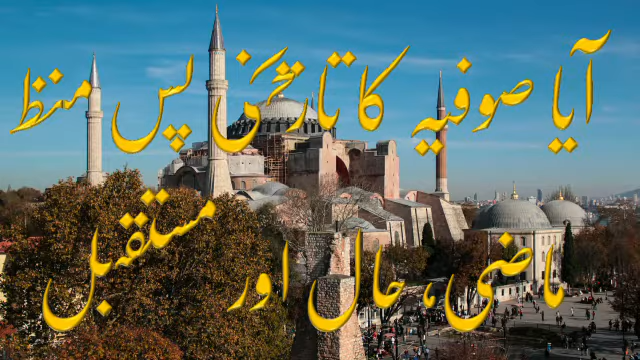 آیا صوفیہ کا تاریخی پس منظر
ماضی، حال اور مستقبل